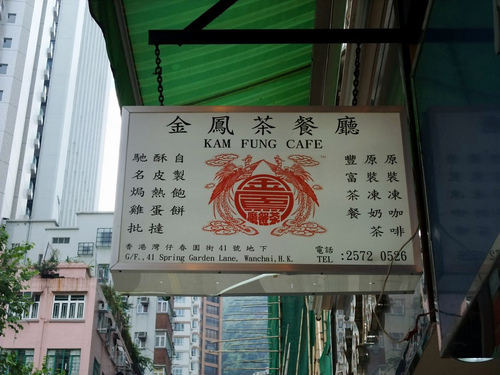 金鳳茶餐廳
KAM FUNG CAFE
原裝凍咖啡
原裝凍奶茶
豐富茶餐
自製飽餅
酥皮熱蛋撻
馳名焗雞批
廳餐茶
香港灣仔春園街41號地下
G/F., 41 Spring Garden Lane, Wanchai, H.K.
電話
TEL : 2572 0526